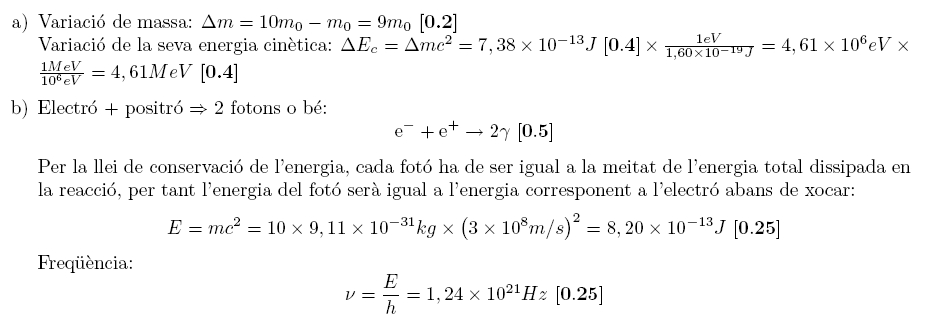 a) Variació de massa: Δm = 10m₀ − m₀ = 9m₀ [0.2]
Variació de la seva energia cinètica: ΔE_c = Δmc² = 7,38 × 10⁻¹³J [0.4] × 1eV/1,60×10⁻¹⁹J = 4,61 × 10⁶eV ×
1MeV/10⁶eV = 4,61MeV [0.4]
b) Electró + positró ⇒ 2 fotons o bé:
e⁻ + e⁺ → 2γ [0.5]
Per la llei de conservació de l'energia, cada fotó ha de ser igual a la meitat de l'energia total dissipada en
la reacció, per tant l'energia del fotó serà igual a l'energia corresponent a l'electró abans de xocar:
E = mc² = 10 × 9,11 × 10⁻³¹kg × (3 × 10⁸m/s)² = 8,20 × 10⁻¹³J [0.25]
Freqüència:
ν = E/h = 1,24 × 10²¹Hz [0.25]